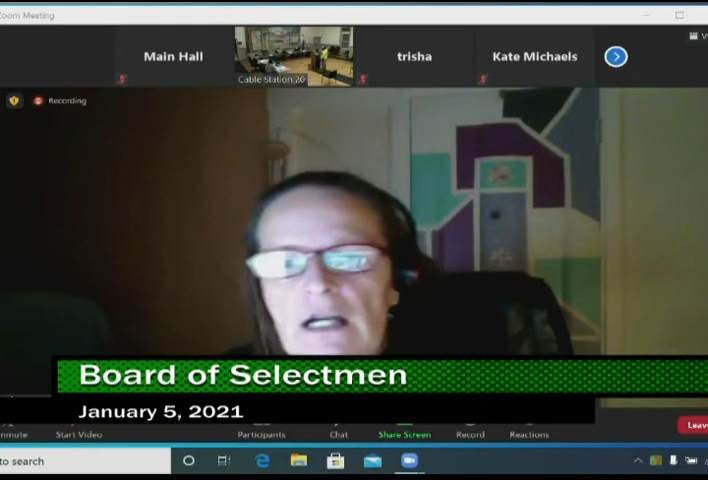 Zoom Meeting
Main Hall
Cable Station 20
trisha
Kate Michaels
Recording
Board of Selectmen
January 5, 2021
Start Video
Participants
Chat
Share Screen
Record
Reactions
Leave
to search